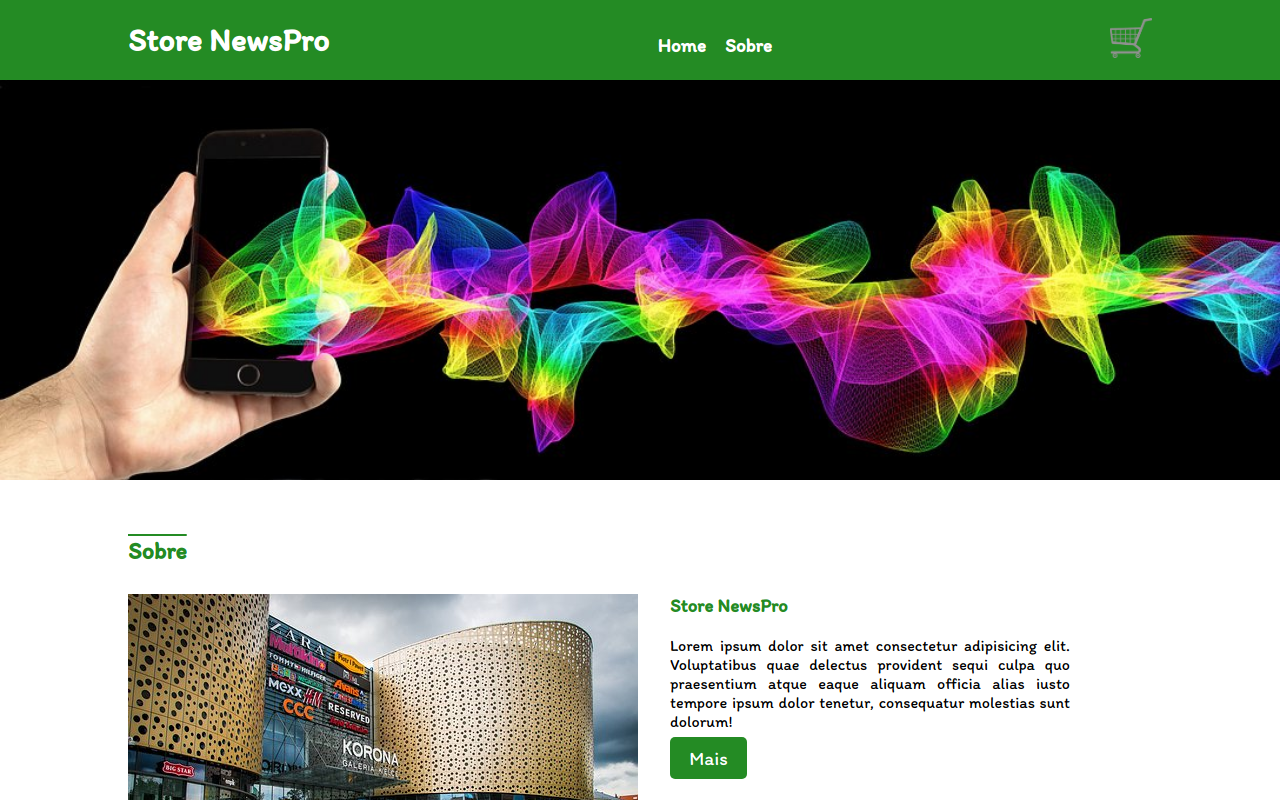 Store NewsPro
Home Sobre
Sobre
Store NewsPro
Lorem ipsum dolor sit amet consectetur adipisicing elit.
Voluptatibus quae delectus provident sequi culpa quo
praesentium atque eaque aliquam officia alias iusto
tempore ipsum dolor tenetur, consequatur molestias sunt
dolorum!
Mais
ZARA
TOMMY HILFIGER
mexx
CCC
RESERVED
KORONA
GALERIA
BIG STAR